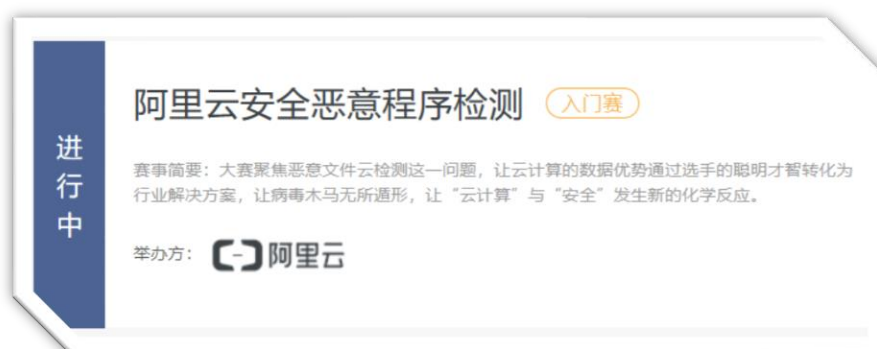 进行中
阿里云安全恶意程序检测
入门赛
赛事简要：大赛聚焦恶意文件云检测这一问题，让云计算的数据优势通过选手的聪明才智转化为
行业解决方案，让病毒木马无所遁形，让“云计算”与“安全”发生新的化学反应。
举办方：
阿里云